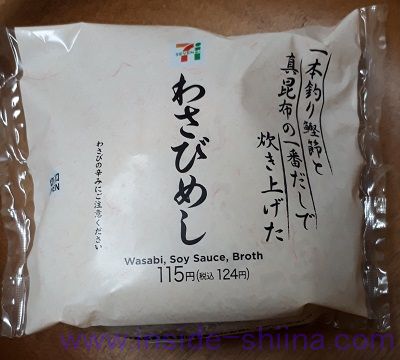 一本釣り鰹節と
真昆布の一番だしで
炊き上げた
7i
わさびめし
わさびの辛みにご注意ください
Wasabi, Soy Sauce, Broth
115円(税込 124円)
www.inside-shiina.com